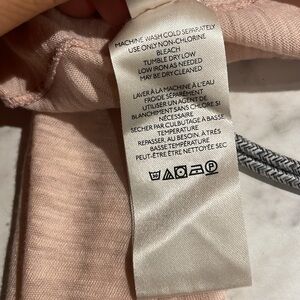 MACHINE WASH COLD SEPARATELY
USE ONLY NON-CHLORINE
BLEACH
TUMBLE DRY LOW
LOW IRON AS NEEDED
MAY BE DRY CLEANED
LAVER À LA MACHINE À L'EAU
FROIDE SÉPARÉMENT.
UTILISER UN AGENT DE
BLANCHIMENT SANS CHLORE SI
NÉCESSAIRE
SECHER PAR CULBUTAGE À BASSE
TEMPÉRATURE
REPASSER, AU BESOIN, À
BASSE TEMPÉRATURE
PEUT-ÊTRE ÊTRE NETTOYÉE SEC